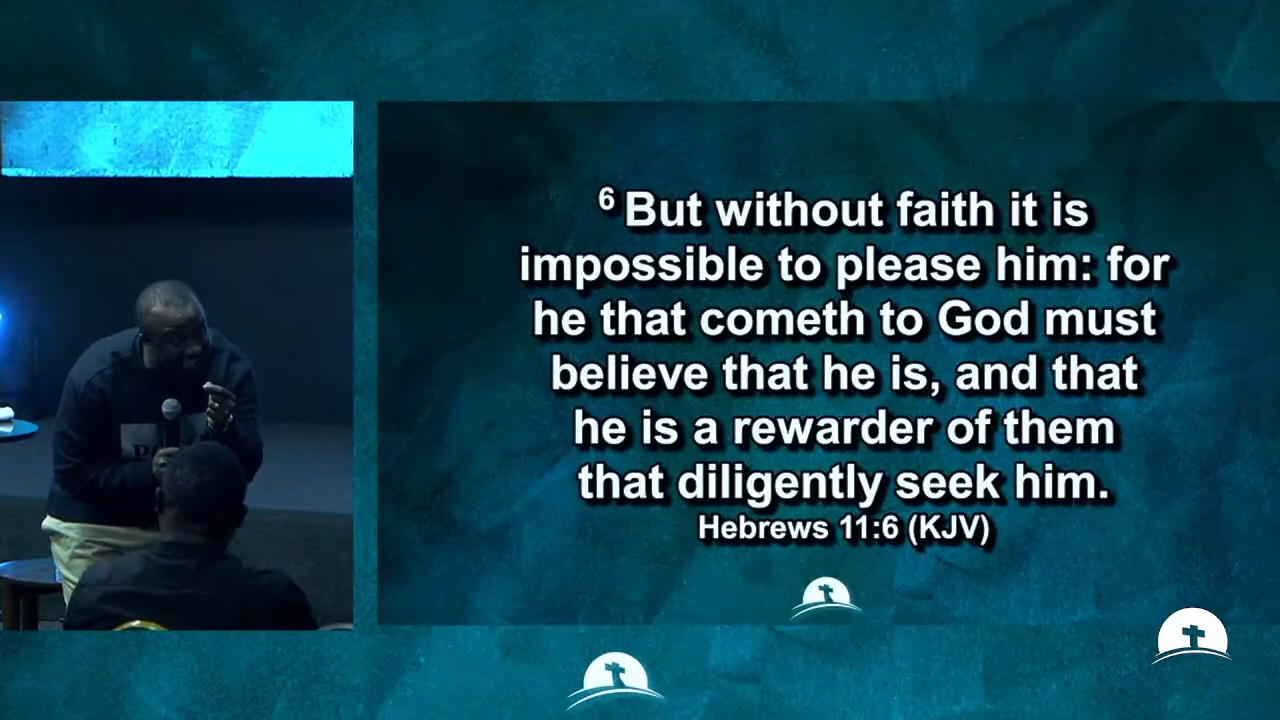 6 But without faith it is
impossible to please him: for
he that cometh to God must
believe that he is, and that
he is a rewarder of them
that diligently seek him.
Hebrews 11:6 (KJV)